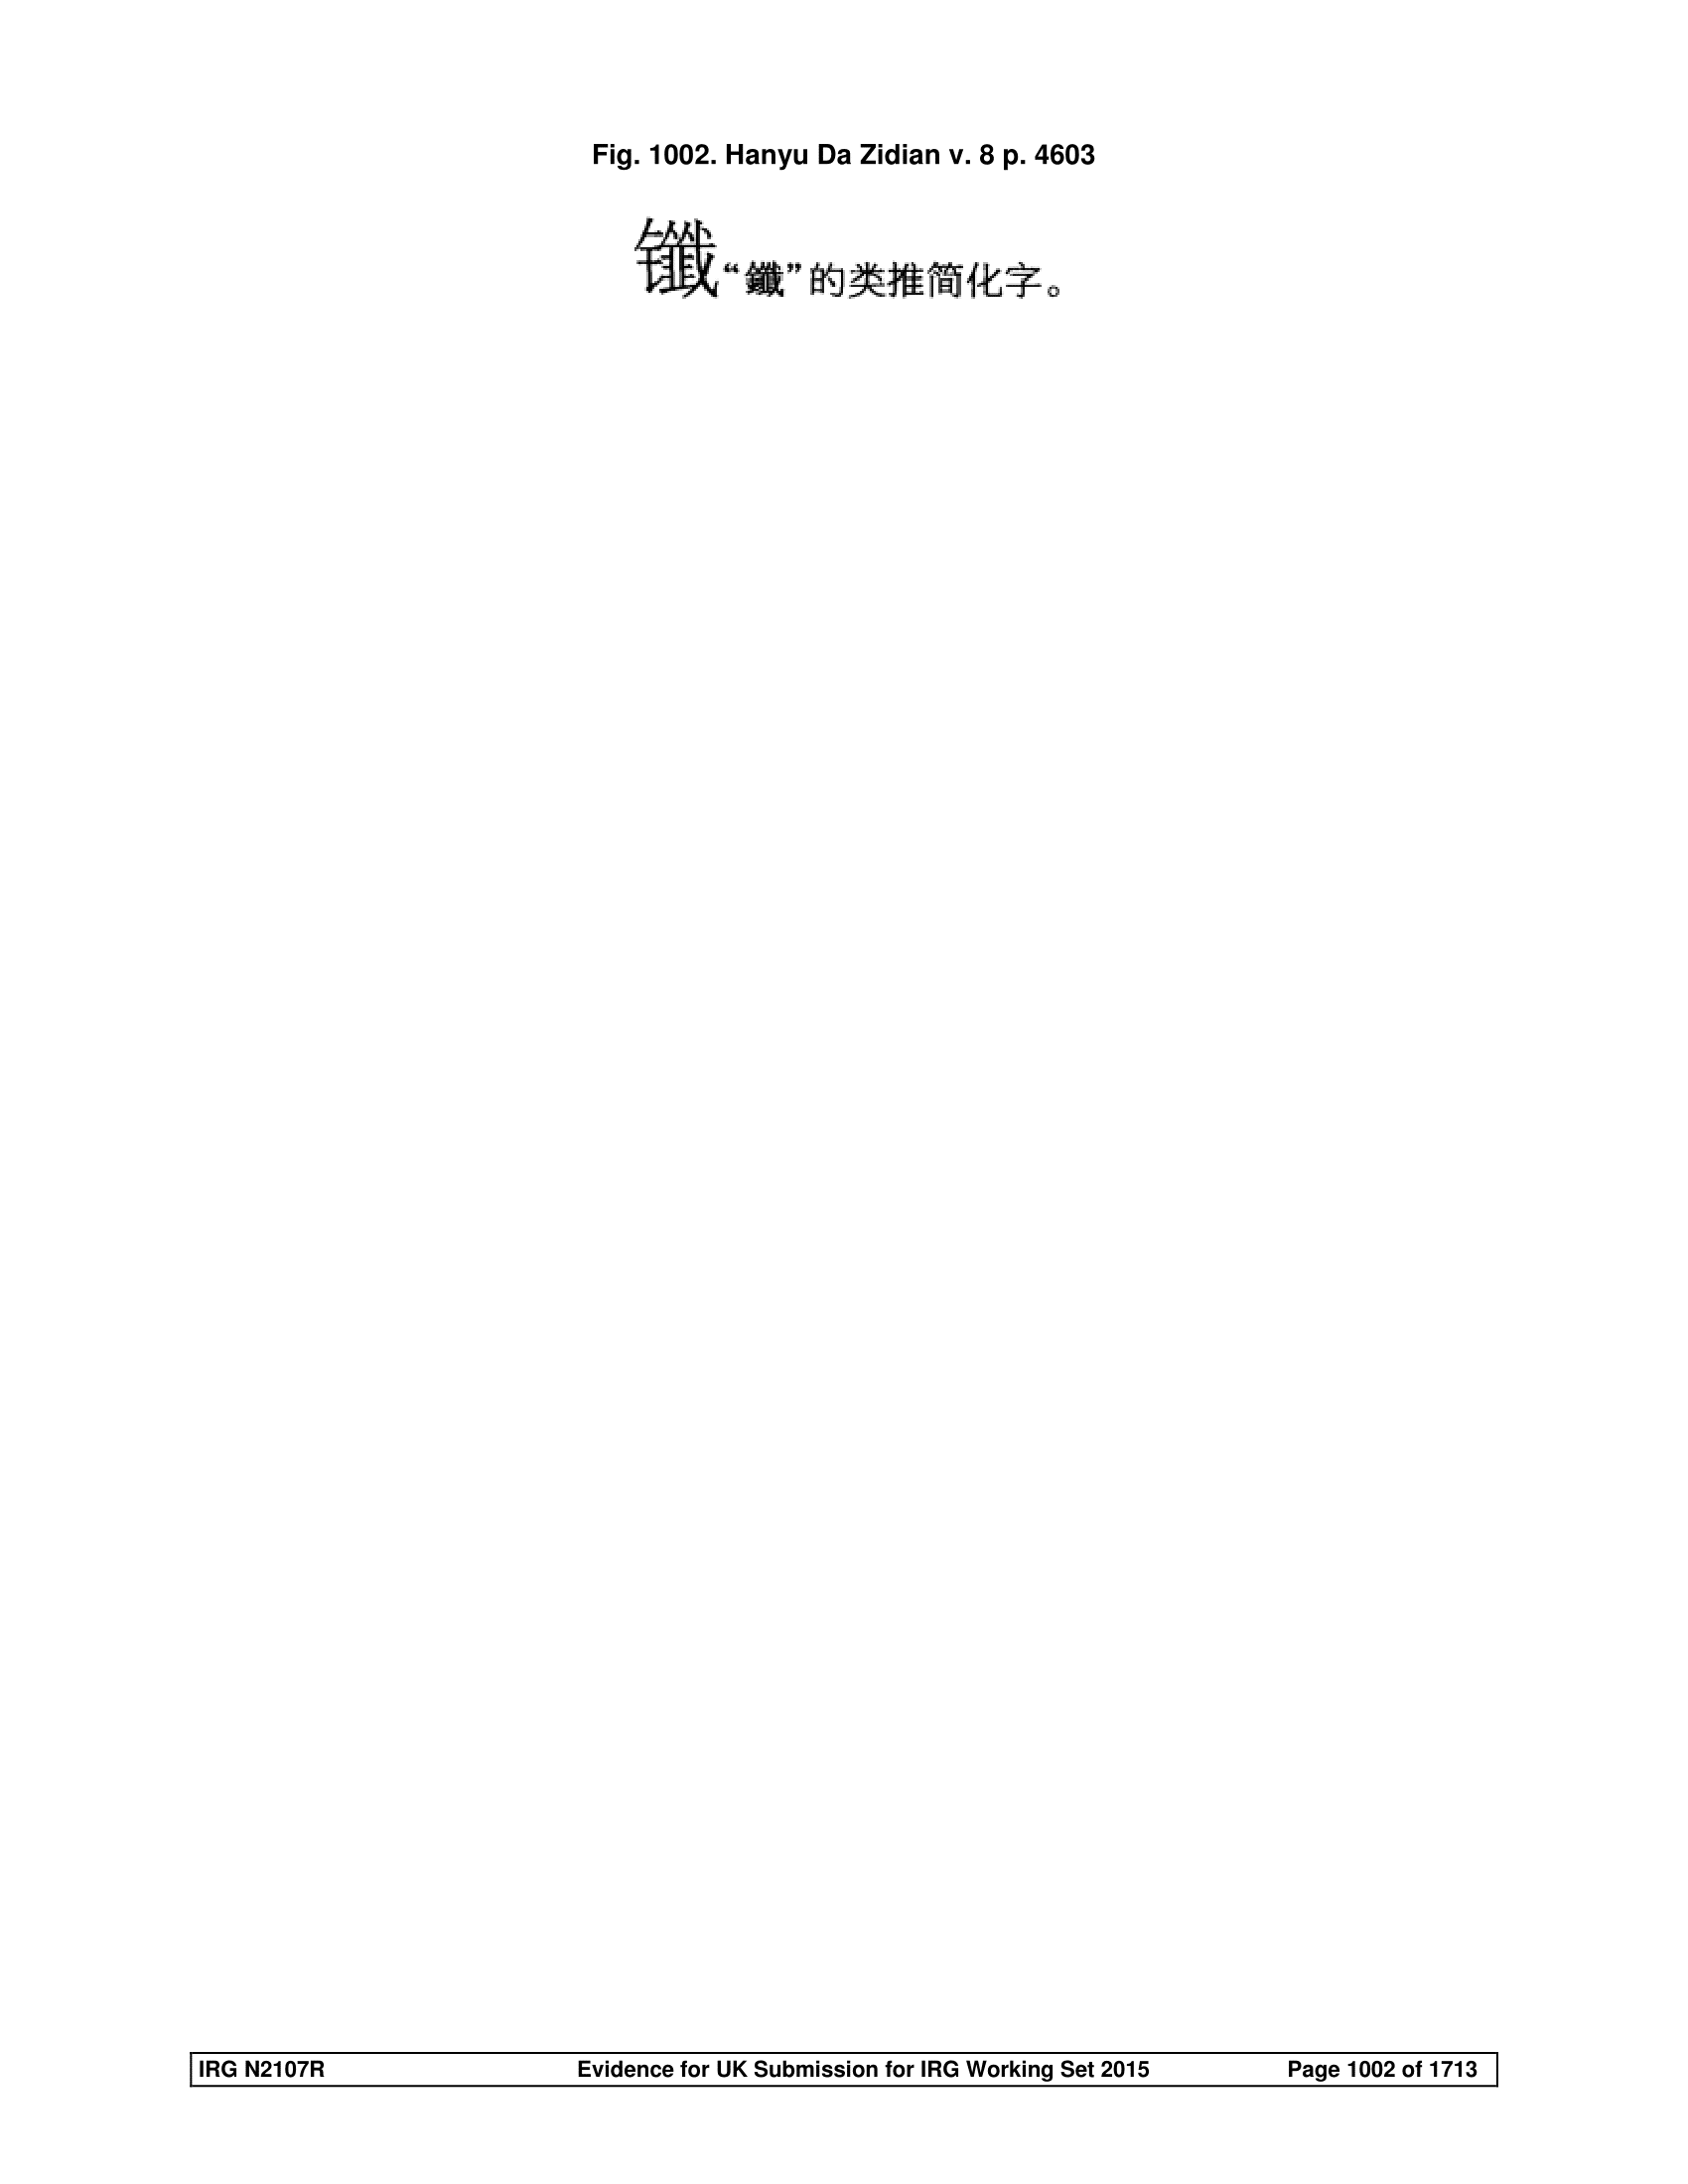 Fig. 1002. Hanyu Da Zidian v. 8 p. 4603
“鑯”的类推简化字。
IRG N2107R Evidence for UK Submission for IRG Working Set 2015 Page 1002 of 1713